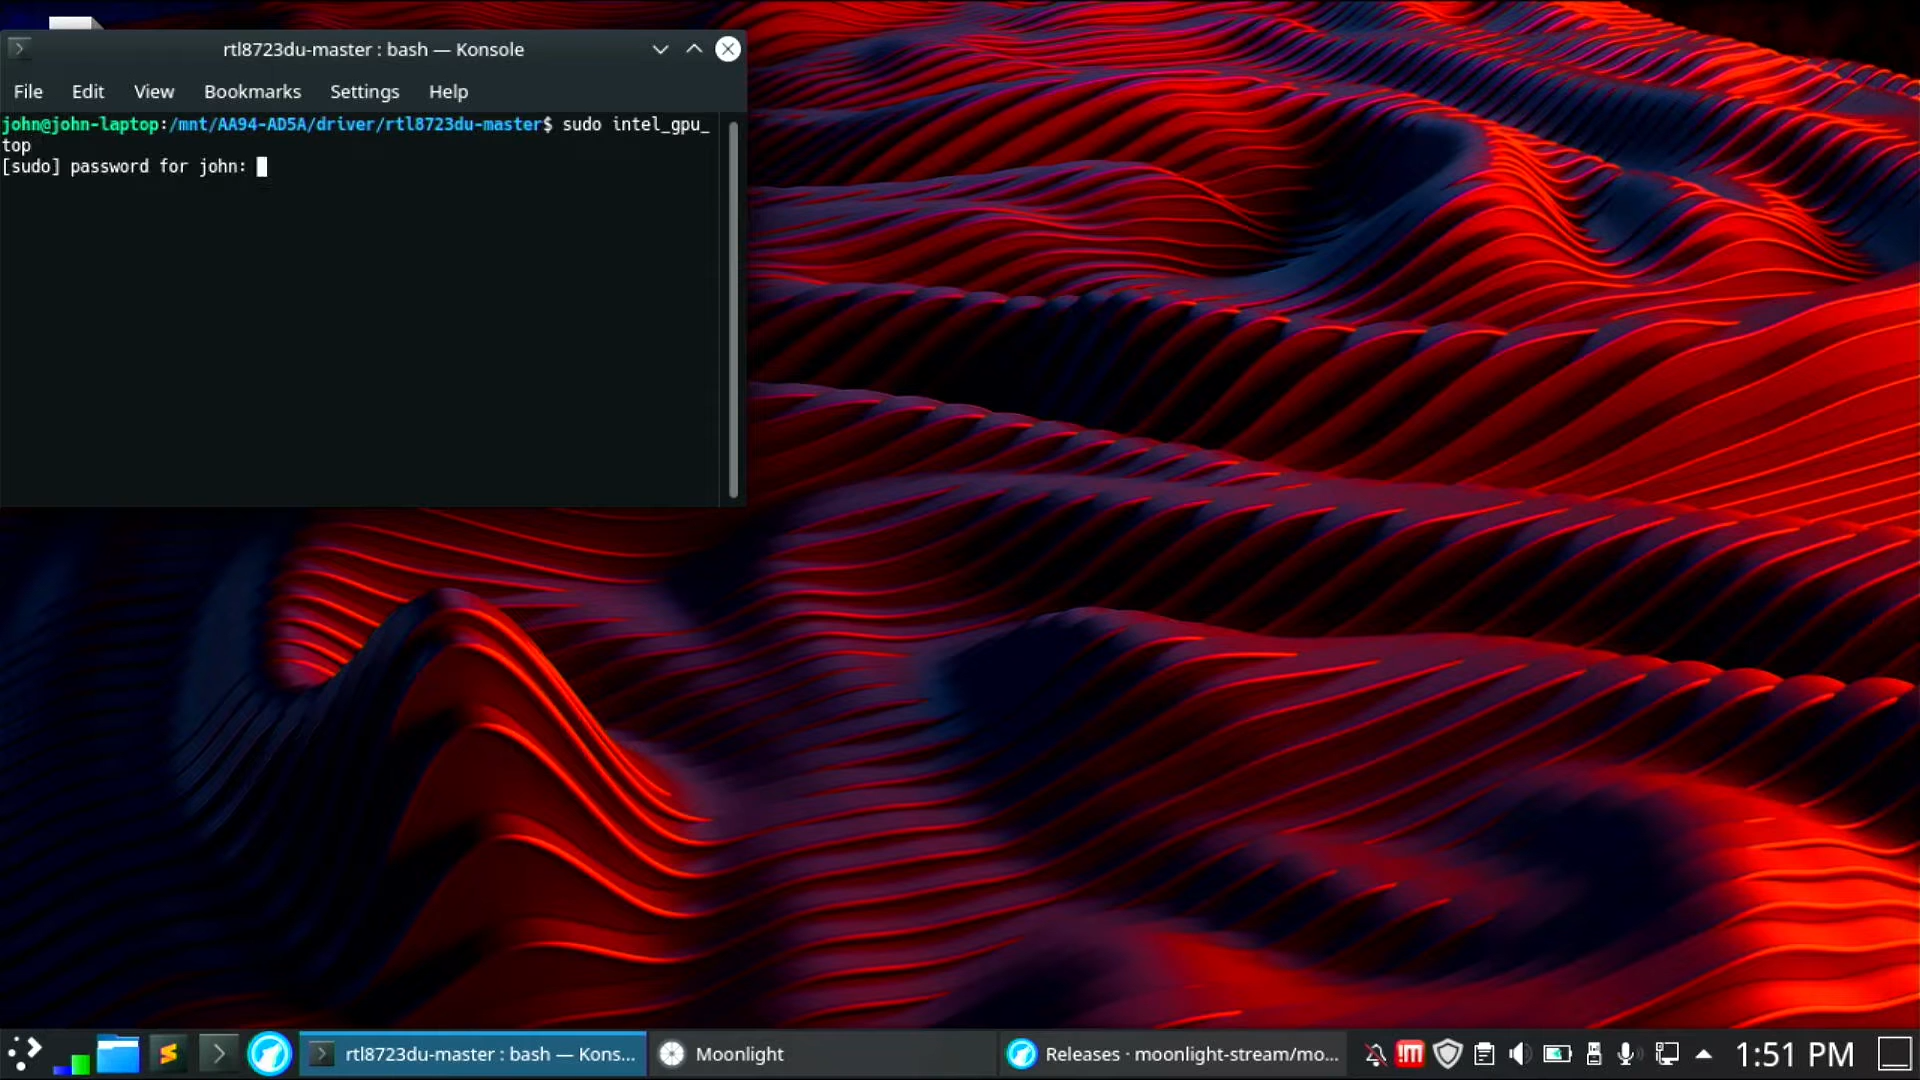 rtl8723du-master : bash — Konsole
File Edit View Bookmarks Settings Help
john@john-laptop:/mnt/AA94-AD5A/driver/rtl8723du-master$ sudo intel_gpu_
top
[sudo] password for john:
rtl8723du-master : bash — Kons...
Moonlight
Releases · moonlight-stream/mo...
!m
1:51 PM